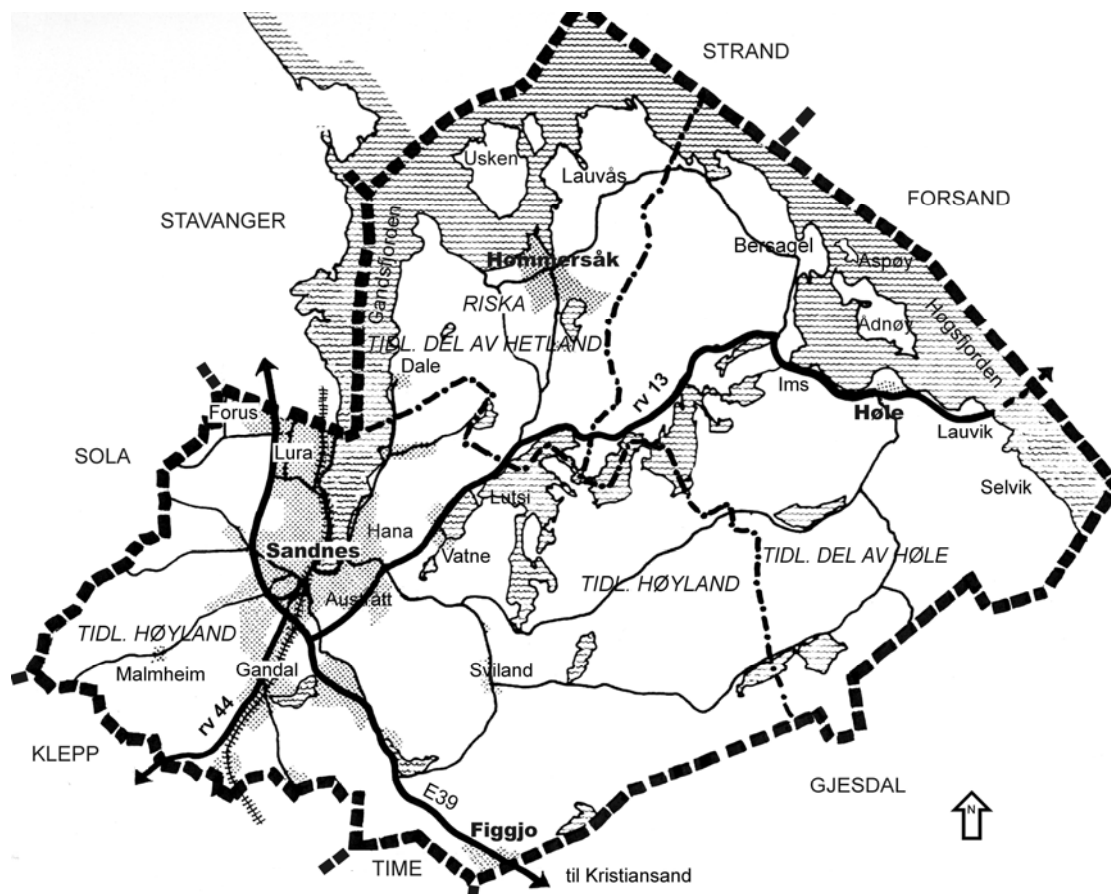 STRAND
Usken
Lauvås
STAVANGER
FORSAND
Gandsfjorden
Hommersåk
Bersagel
Aspøy
RISKA
Ådnøy
Høgsfjorden
TIDL. DEL AV HETLAND
Dale
rv 13
Ims
Forus
Høle
SOLA
Lura
Lauvik
Selvik
Lutsi
Hana
Sandnes
Vatne
TIDL. DEL AV HØLE
TIDL. HØYLAND
Austrått
TIDL. HØYLAND
Malmheim
Gandal
Sviland
rv 44
KLEPP
GJESDAL
E39
N
Figgjo
TIME
til Kristiansand